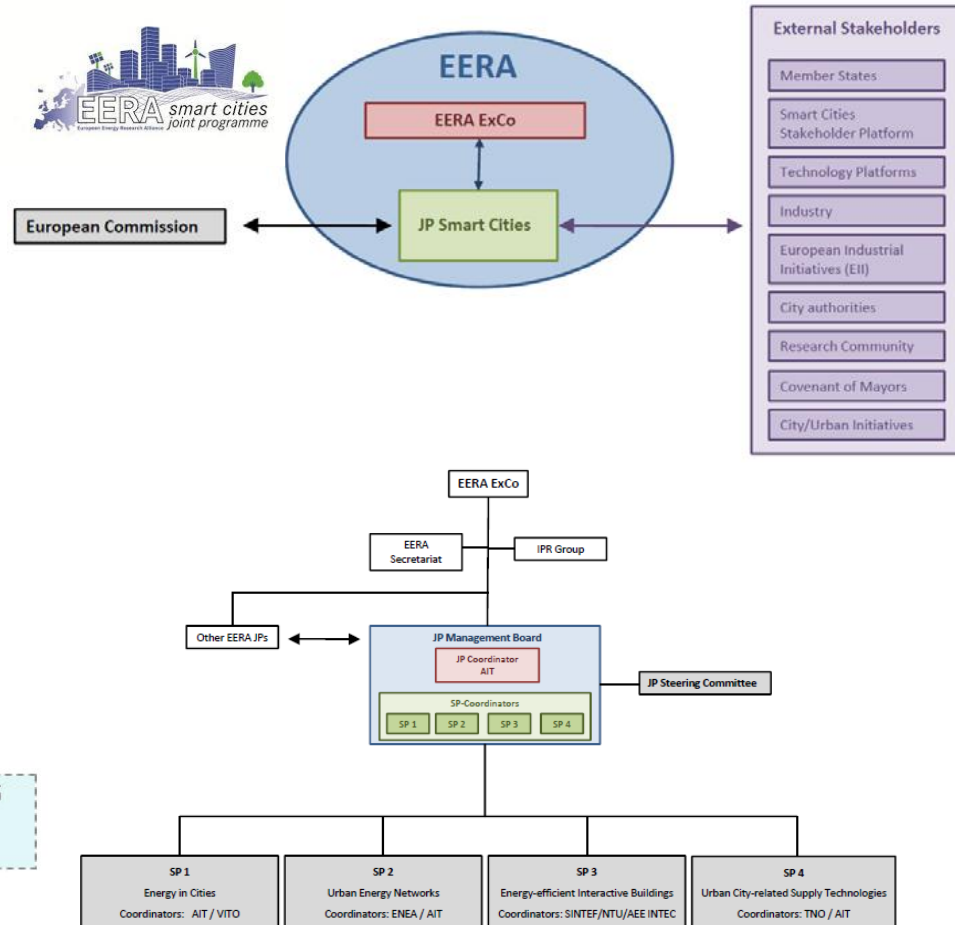 EERA smart cities
European Energy Research Alliance joint programme
EERA
EERA ExCo
JP Smart Cities
European Commission
External Stakeholders
Member States
Smart Cities
Stakeholder Platform
Technology Platforms
Industry
European Industrial
Initiatives (EII)
City authorities
Research Community
Covenant of Mayors
City/Urban Initiatives
EERA ExCo
EERA
Secretariat
IPR Group
Other EERA JPs
JP Management Board
JP Coordinator
AIT
JP Steering Committee
SP-Coordinators
SP 1
SP 2
SP 3
SP 4
SP 1
Energy in Cities
Coordinators: AIT / VITO
SP 2
Urban Energy Networks
Coordinators: ENEA / AIT
SP 3
Energy-efficient Interactive Buildings
Coordinators: SINTEF/NTU/AEE INTEC
SP 4
Urban City-related Supply Technologies
Coordinators: TNO / AIT